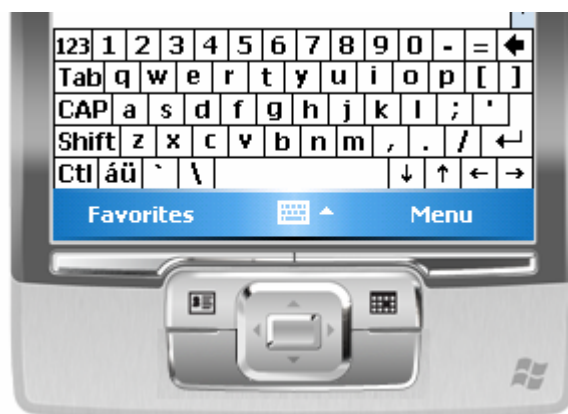 123 1 2 3 4 5 6 7 8 9 0 - = ←
Tab q w e r t y u i o p [ ]
CAP a s d f g h j k l ; '
Shift z x c v b n m , . / ↵
Ctl áü ` \ ↓ ↑ ← →
Favorites Menu